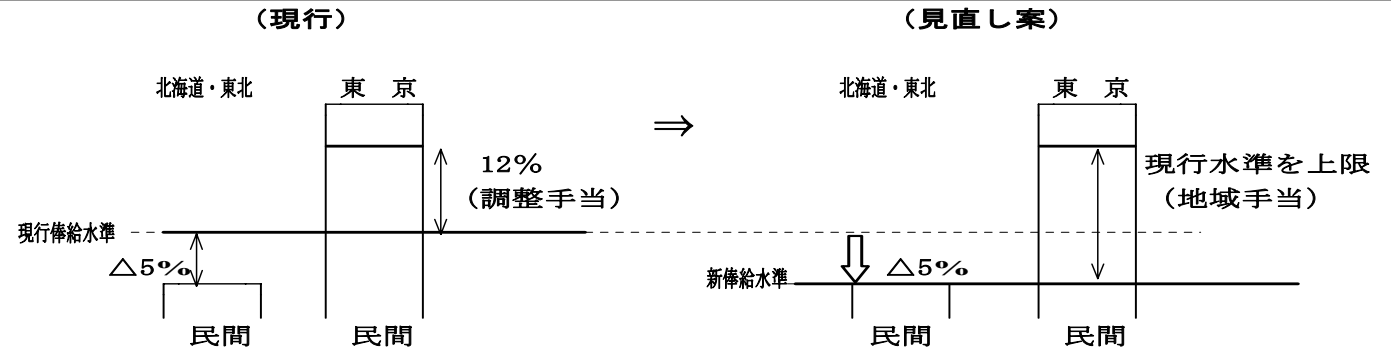 （現行）
（見直し案）
北海道・東北
東　京
北海道・東北
東　京
⇒
12%
（調整手当）
現行水準を上限
（地域手当）
現行俸給水準
△5%
△5%
新俸給水準
民間
民間
民間
民間